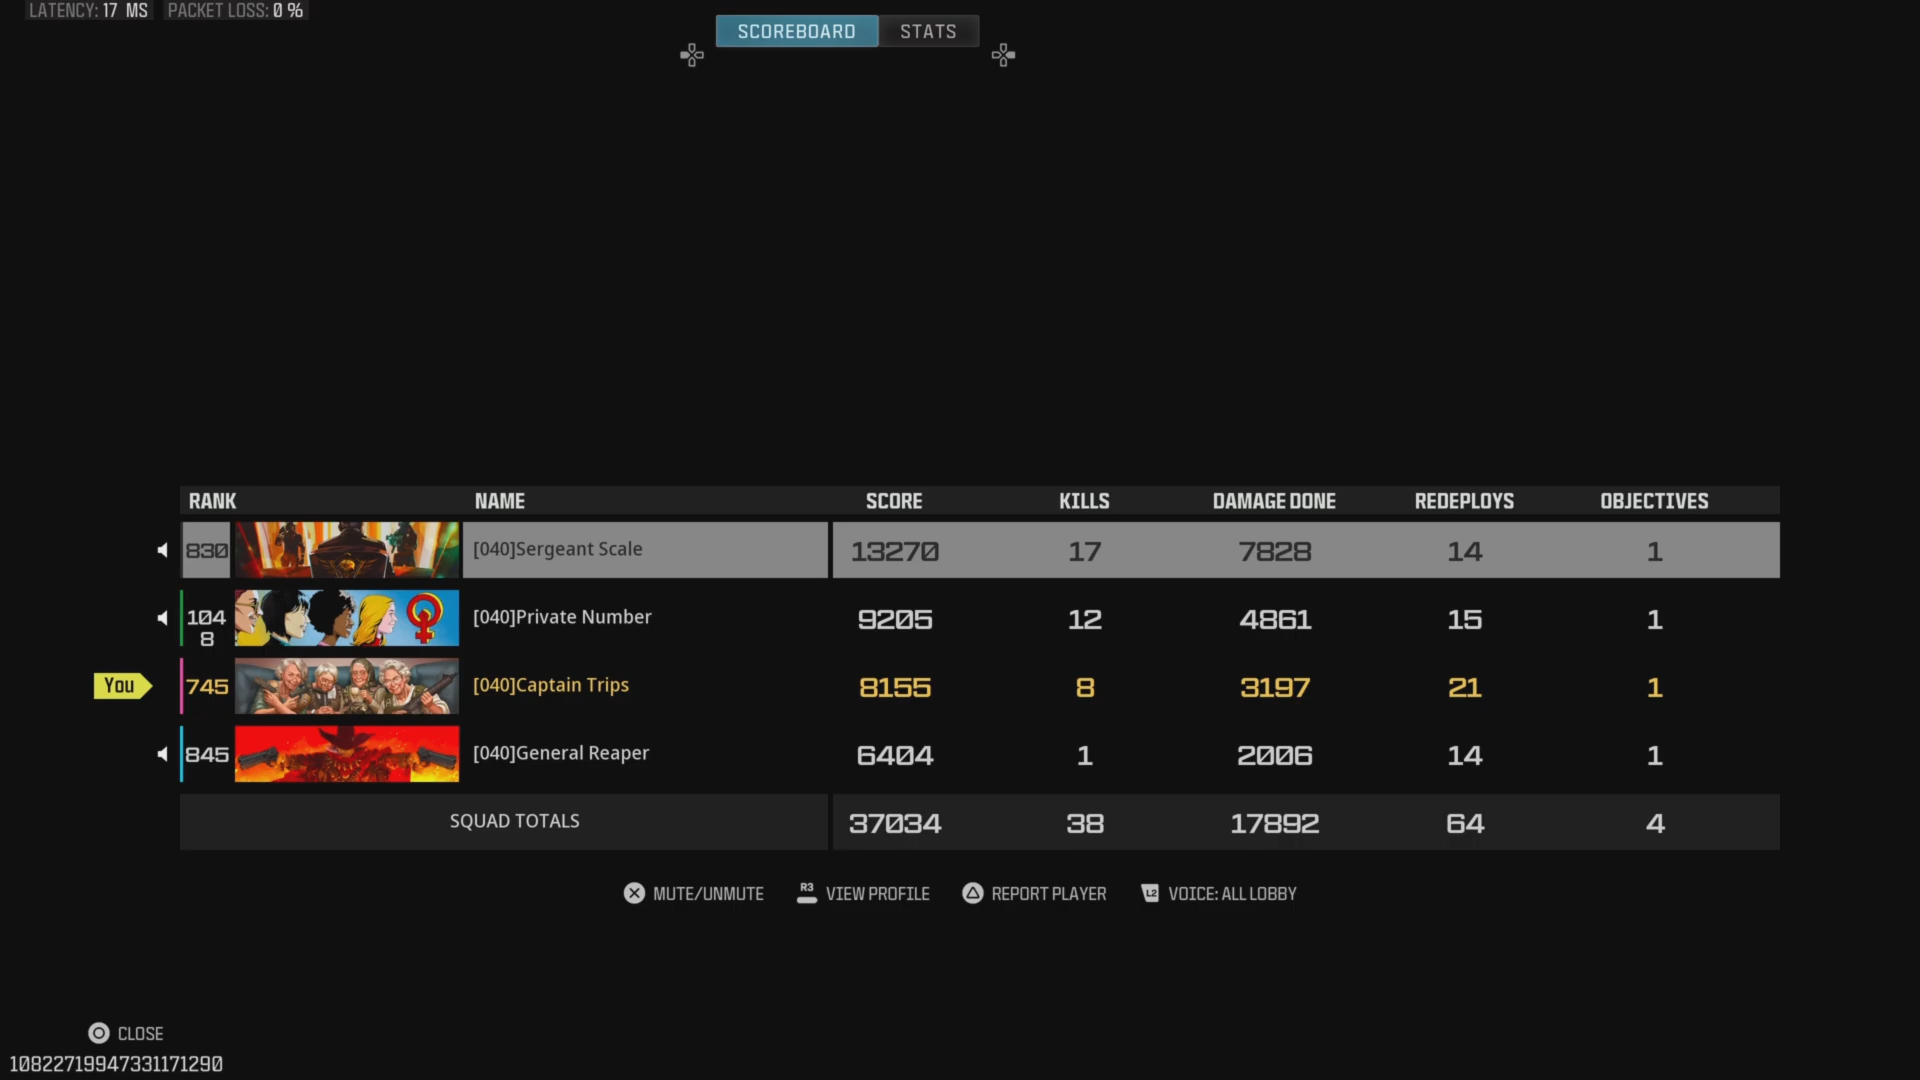 LATENCY: 17 MS PACKET LOSS: 0 %
SCOREBOARD STATS
RANK NAME SCORE KILLS DAMAGE DONE REDEPLOYS OBJECTIVES
830 [040]Sergeant Scale 13270 17 7828 14 1
1048 [040]Private Number 9205 12 4861 15 1
You 745 [040]Captain Trips 8155 8 3197 21 1
845 [040]General Reaper 6404 1 2006 14 1
SQUAD TOTALS 37034 38 17892 64 4
MUTE/UNMUTE R3 VIEW PROFILE REPORT PLAYER L2 VOICE: ALL LOBBY
CLOSE
10822719947331171290